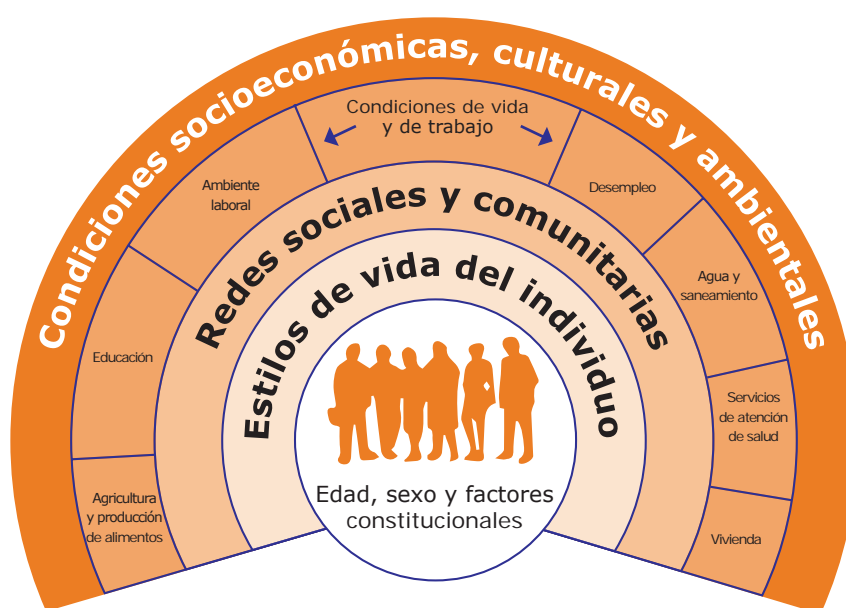 Condiciones socioeconómicas, culturales y ambientales
Condiciones de vida
y de trabajo
Agricultura
y producción
de alimentos
Educación
Ambiente
laboral
Desempleo
Agua y
saneamiento
Servicios
de atención
de salud
Vivienda
Redes sociales y comunitarias
Estilos de vida del individuo
Edad, sexo y factores
constitucionales